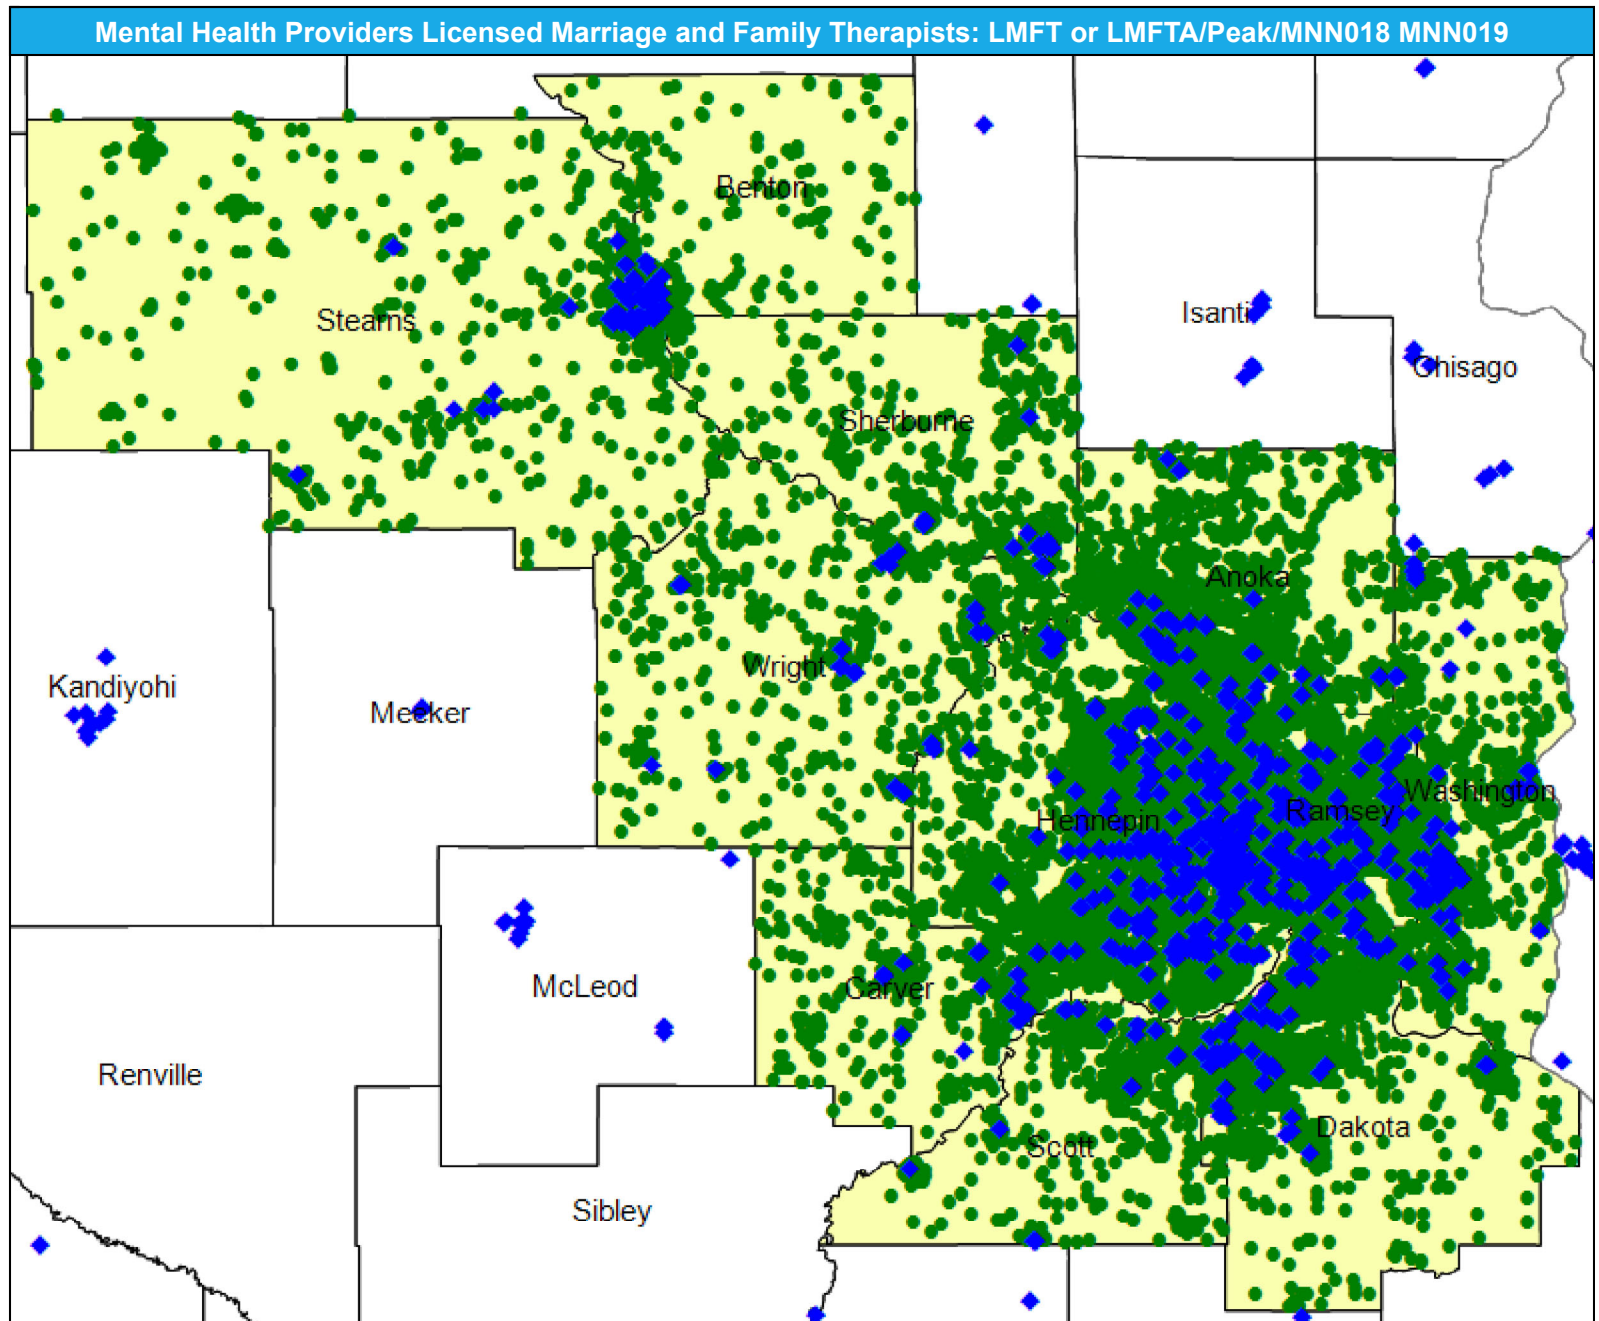 Mental Health Providers Licensed Marriage and Family Therapists: LMFT or LMFTA/Peak/MNN018 MNN019
Benton
Stearns
Isanti
Chisago
Sherburne
Anoka
Wright
Kandiyohi
Meeker
Washington
Ramsey
Hennepin
McLeod
Carver
Renville
Dakota
Scott
Sibley